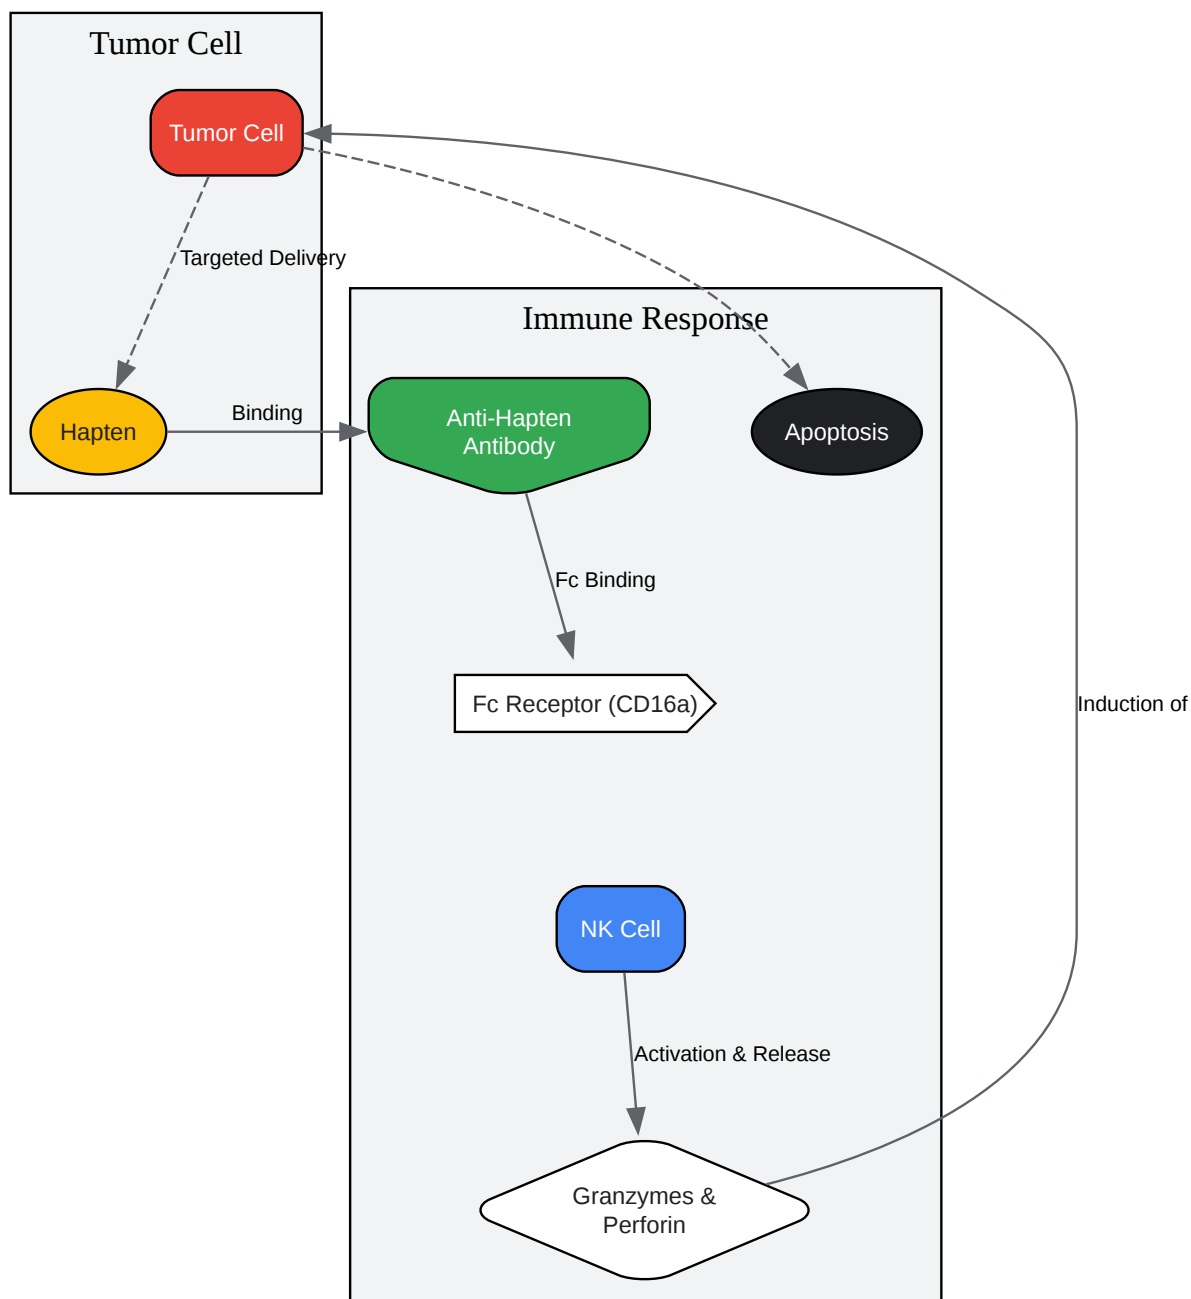 Tumor Cell
Tumor Cell
Targeted Delivery
Immune Response
Hapten
Binding
Anti-Hapten
Antibody
Apoptosis
Fc Binding
Fc Receptor (CD16a)
Induction of
NK Cell
Activation & Release
Granzymes &
Perforin